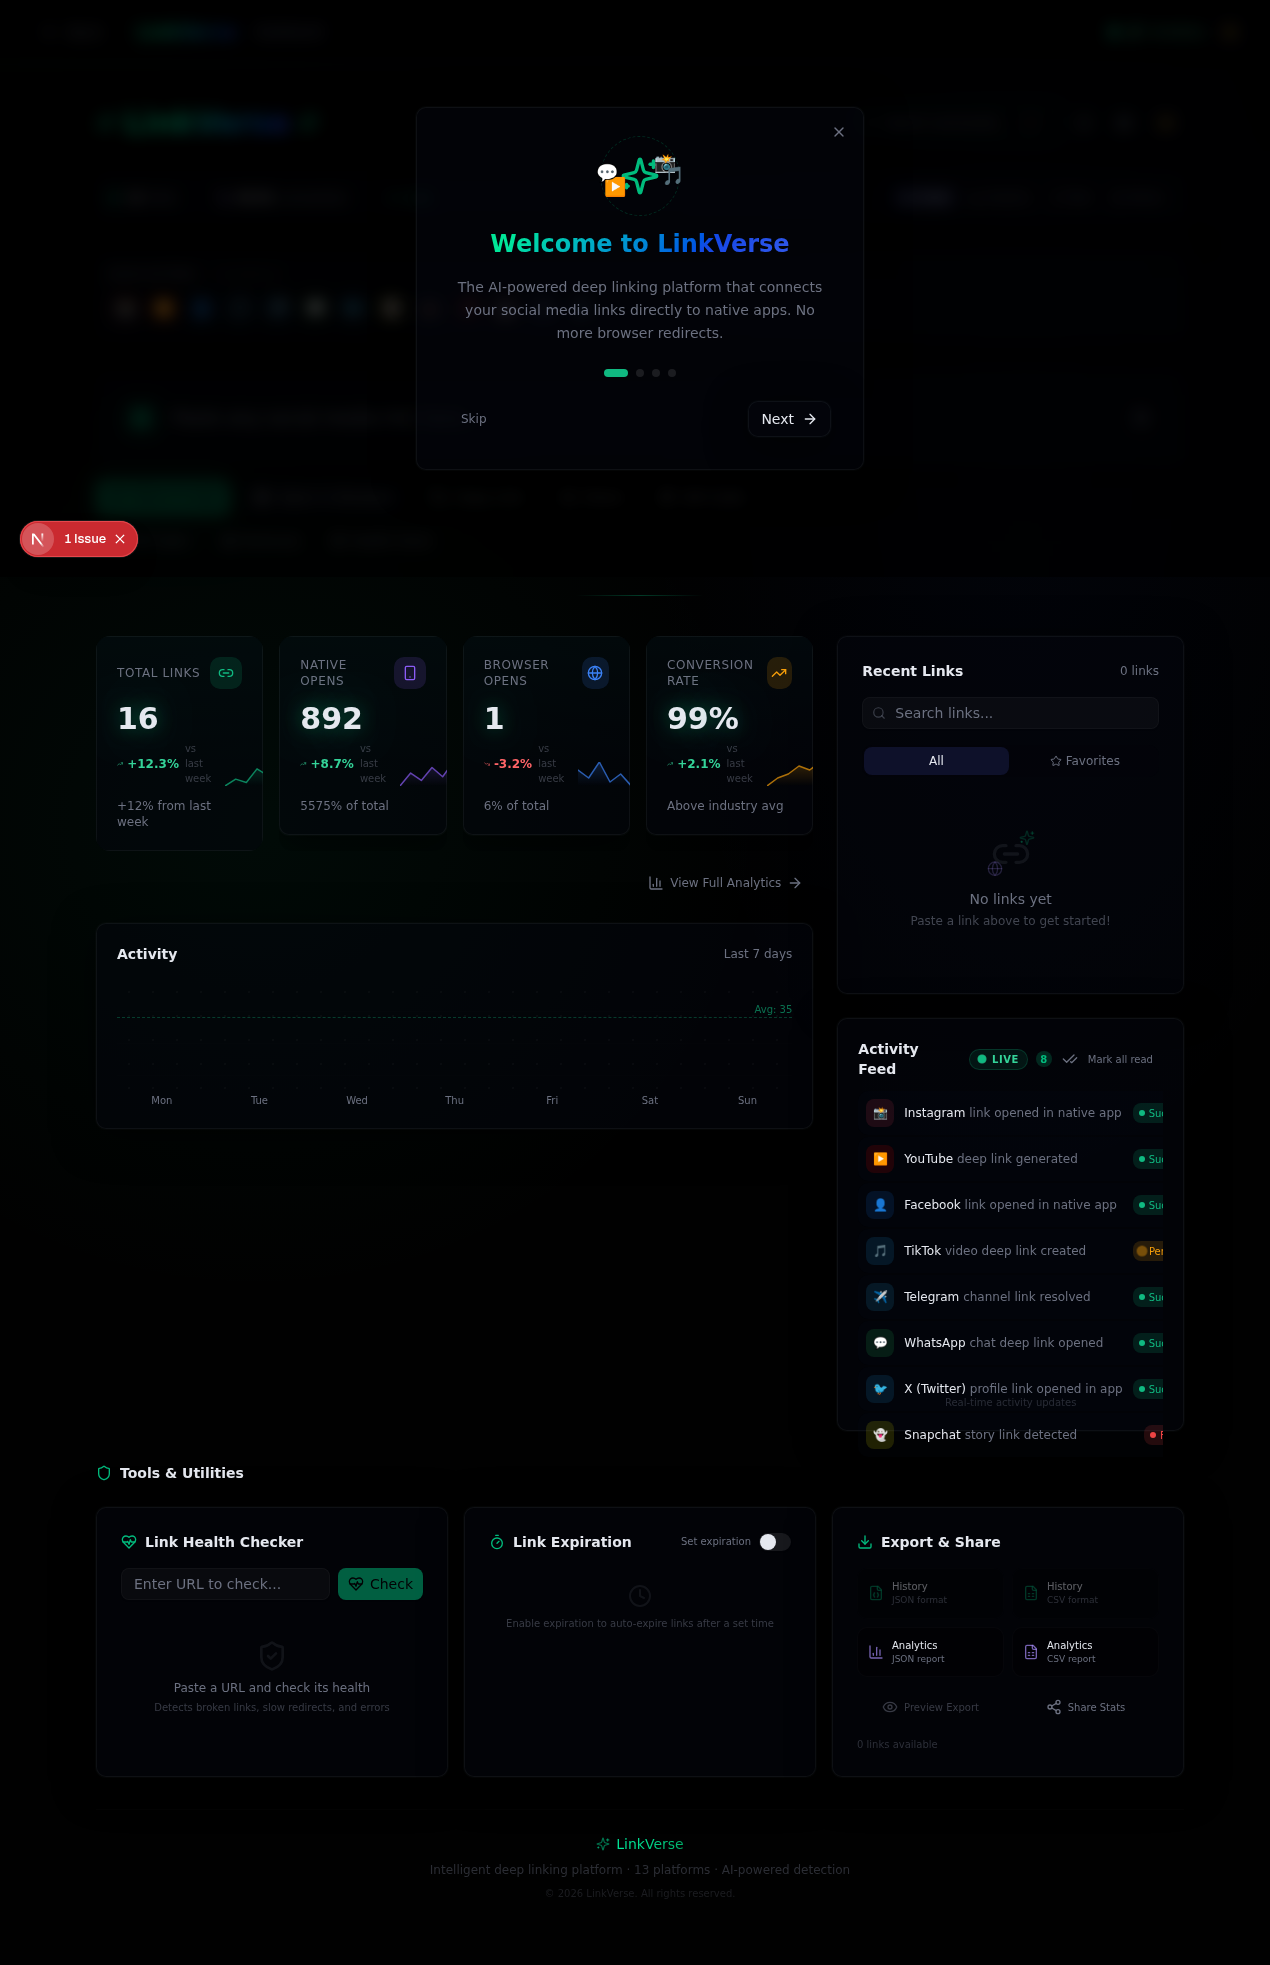 Welcome to LinkVerse
The AI-powered deep linking platform that connects
your social media links directly to native apps. No
more browser redirects.
Skip
Next
1 Issue
TOTAL LINKS
16
+12.3%
vs
last
week
+12% from last
week
NATIVE
OPENS
892
+8.7%
vs
last
week
5575% of total
BROWSER
OPENS
1
-3.2%
vs
last
week
6% of total
CONVERSION
RATE
99%
+2.1%
vs
last
week
Above industry avg
View Full Analytics
Recent Links
0 links
Search links...
All
Favorites
No links yet
Paste a link above to get started!
Activity
Last 7 days
Avg: 35
Mon Tue Wed Thu Fri Sat Sun
Activity
Feed
LIVE
8
Mark all read
Instagram link opened in native app
YouTube deep link generated
Facebook link opened in native app
TikTok video deep link created
Telegram channel link resolved
WhatsApp chat deep link opened
X (Twitter) profile link opened in app
Real-time activity updates
Snapchat story link detected
Tools & Utilities
Link Health Checker
Enter URL to check...
Check
Paste a URL and check its health
Detects broken links, slow redirects, and errors
Link Expiration
Set expiration
Enable expiration to auto-expire links after a set time
Export & Share
History
JSON format
History
CSV format
Analytics
JSON report
Analytics
CSV report
Preview Export
Share Stats
0 links available
LinkVerse
Intelligent deep linking platform · 13 platforms · AI-powered detection
© 2026 LinkVerse. All rights reserved.